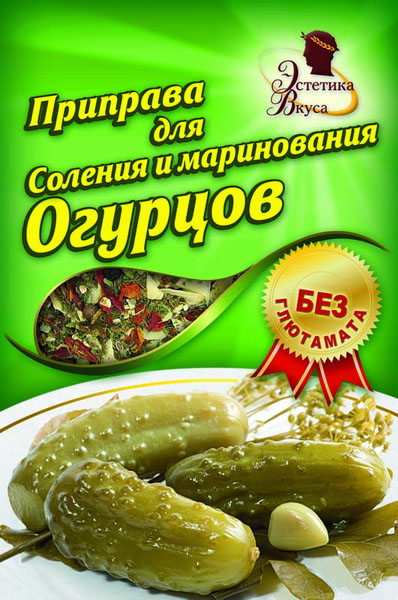 Эстетика
Вкуса
Приправа
для
Соления и маринования
Огурцов
БЕЗ
ГЛЮТАМАТА